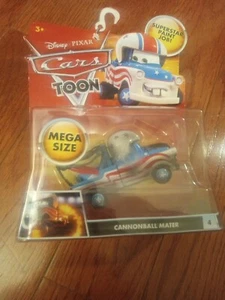 3+
Disney · PIXAR
Cars
TOON
SUPERSTAR
PAINT
JOB!
MEGA
SIZE
CANNONBALL MATER